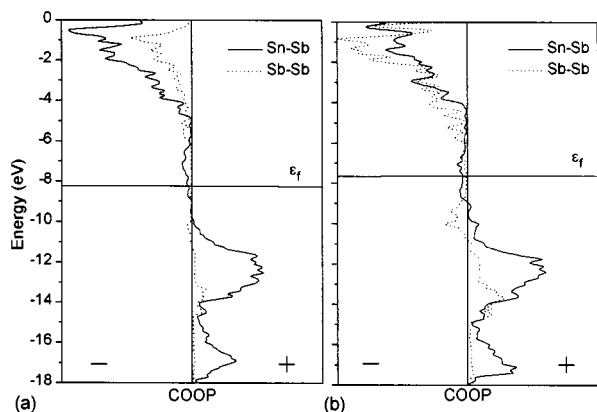 0
-2
-4
-6
-8
-10
-12
-14
-16
-18
Energy (eV)
Sn-Sb
Sb-Sb
εf
−
+
(a)
COOP
Sn-Sb
Sb-Sb
εf
−
+
(b)
COOP